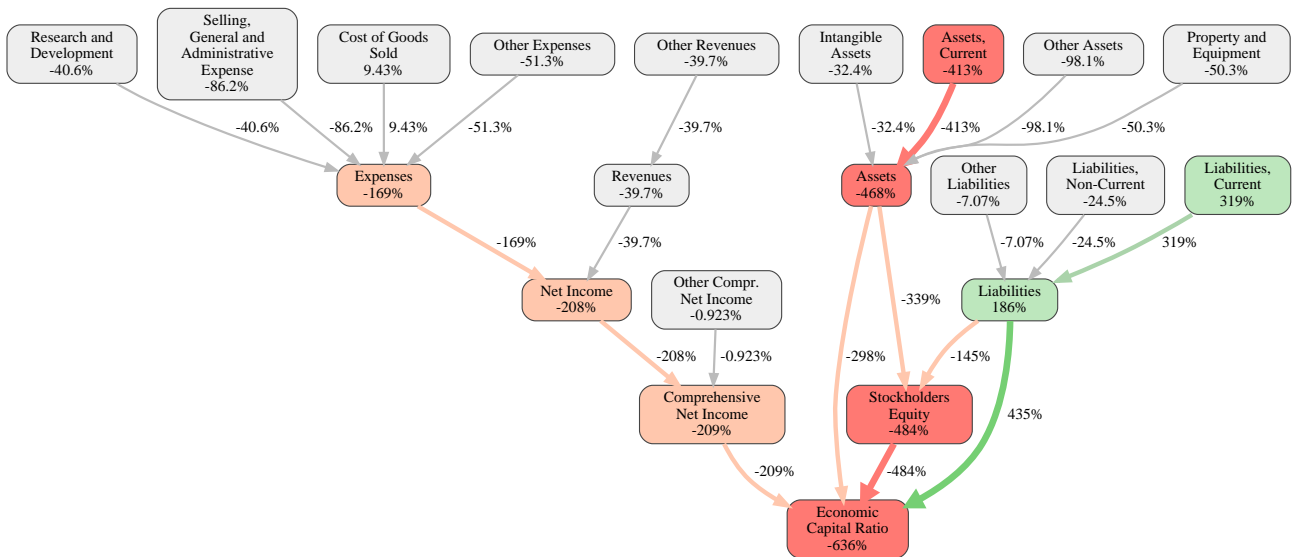 Research and
Development
-40.6%
Selling,
General and
Administrative
Expense
-86.2%
Cost of Goods
Sold
9.43%
Other Expenses
-51.3%
Other Revenues
-39.7%
Intangible
Assets
-32.4%
Assets,
Current
-413%
Other Assets
-98.1%
Property and
Equipment
-50.3%
-40.6%
-86.2%
9.43%
-51.3%
-39.7%
-32.4%
-413%
-98.1%
-50.3%
Expenses
-169%
Revenues
-39.7%
Assets
-468%
Other
Liabilities
-7.07%
Liabilities,
Non-Current
-24.5%
Liabilities,
Current
319%
-169%
-39.7%
-7.07%
-24.5%
319%
Net Income
-208%
Other Compr.
Net Income
-0.923%
-339%
Liabilities
186%
-208%
-0.923%
-298%
-145%
Comprehensive
Net Income
-209%
Stockholders
Equity
-484%
435%
-209%
-484%
Economic
Capital Ratio
-636%